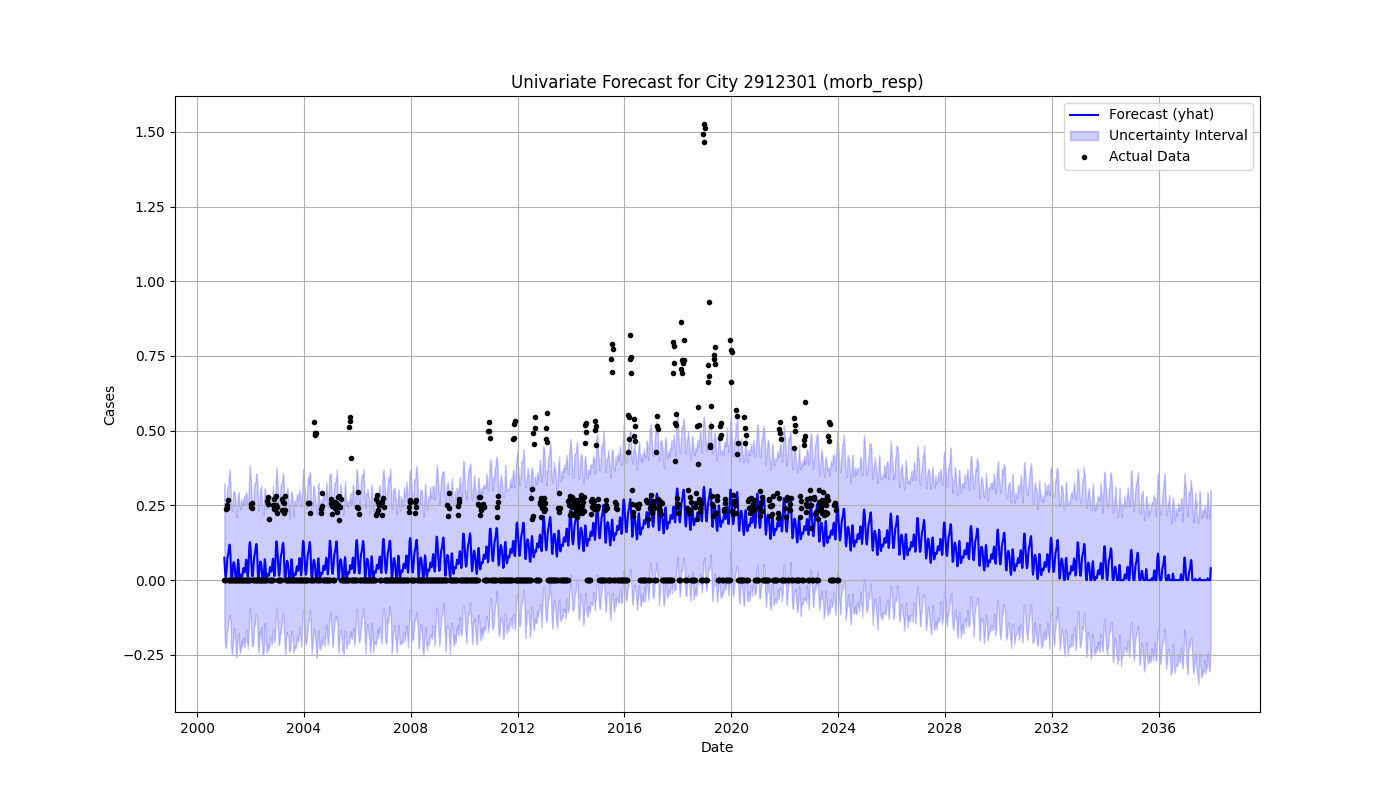 Univariate Forecast for City 2912301 (morb_resp)
Forecast (yhat)
Uncertainty Interval
Actual Data
Cases
1.50
1.25
1.00
0.75
0.50
0.25
0.00
−0.25
2000 2004 2008 2012 2016 2020 2024 2028 2032 2036
Date